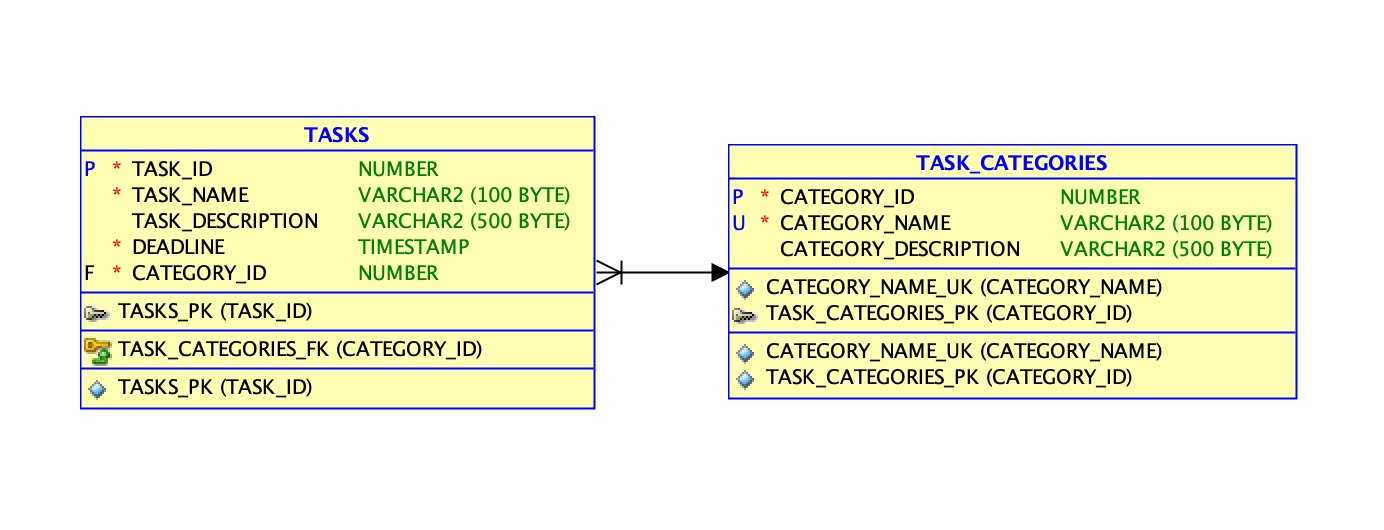 TASKS
P * TASK_ID NUMBER
* TASK_NAME VARCHAR2 (100 BYTE)
TASK_DESCRIPTION VARCHAR2 (500 BYTE)
* DEADLINE TIMESTAMP
F * CATEGORY_ID NUMBER
TASKS_PK (TASK_ID)
TASK_CATEGORIES_FK (CATEGORY_ID)
TASKS_PK (TASK_ID)
TASK_CATEGORIES
P * CATEGORY_ID NUMBER
U * CATEGORY_NAME VARCHAR2 (100 BYTE)
CATEGORY_DESCRIPTION VARCHAR2 (500 BYTE)
CATEGORY_NAME_UK (CATEGORY_NAME)
TASK_CATEGORIES_PK (CATEGORY_ID)
CATEGORY_NAME_UK (CATEGORY_NAME)
TASK_CATEGORIES_PK (CATEGORY_ID)